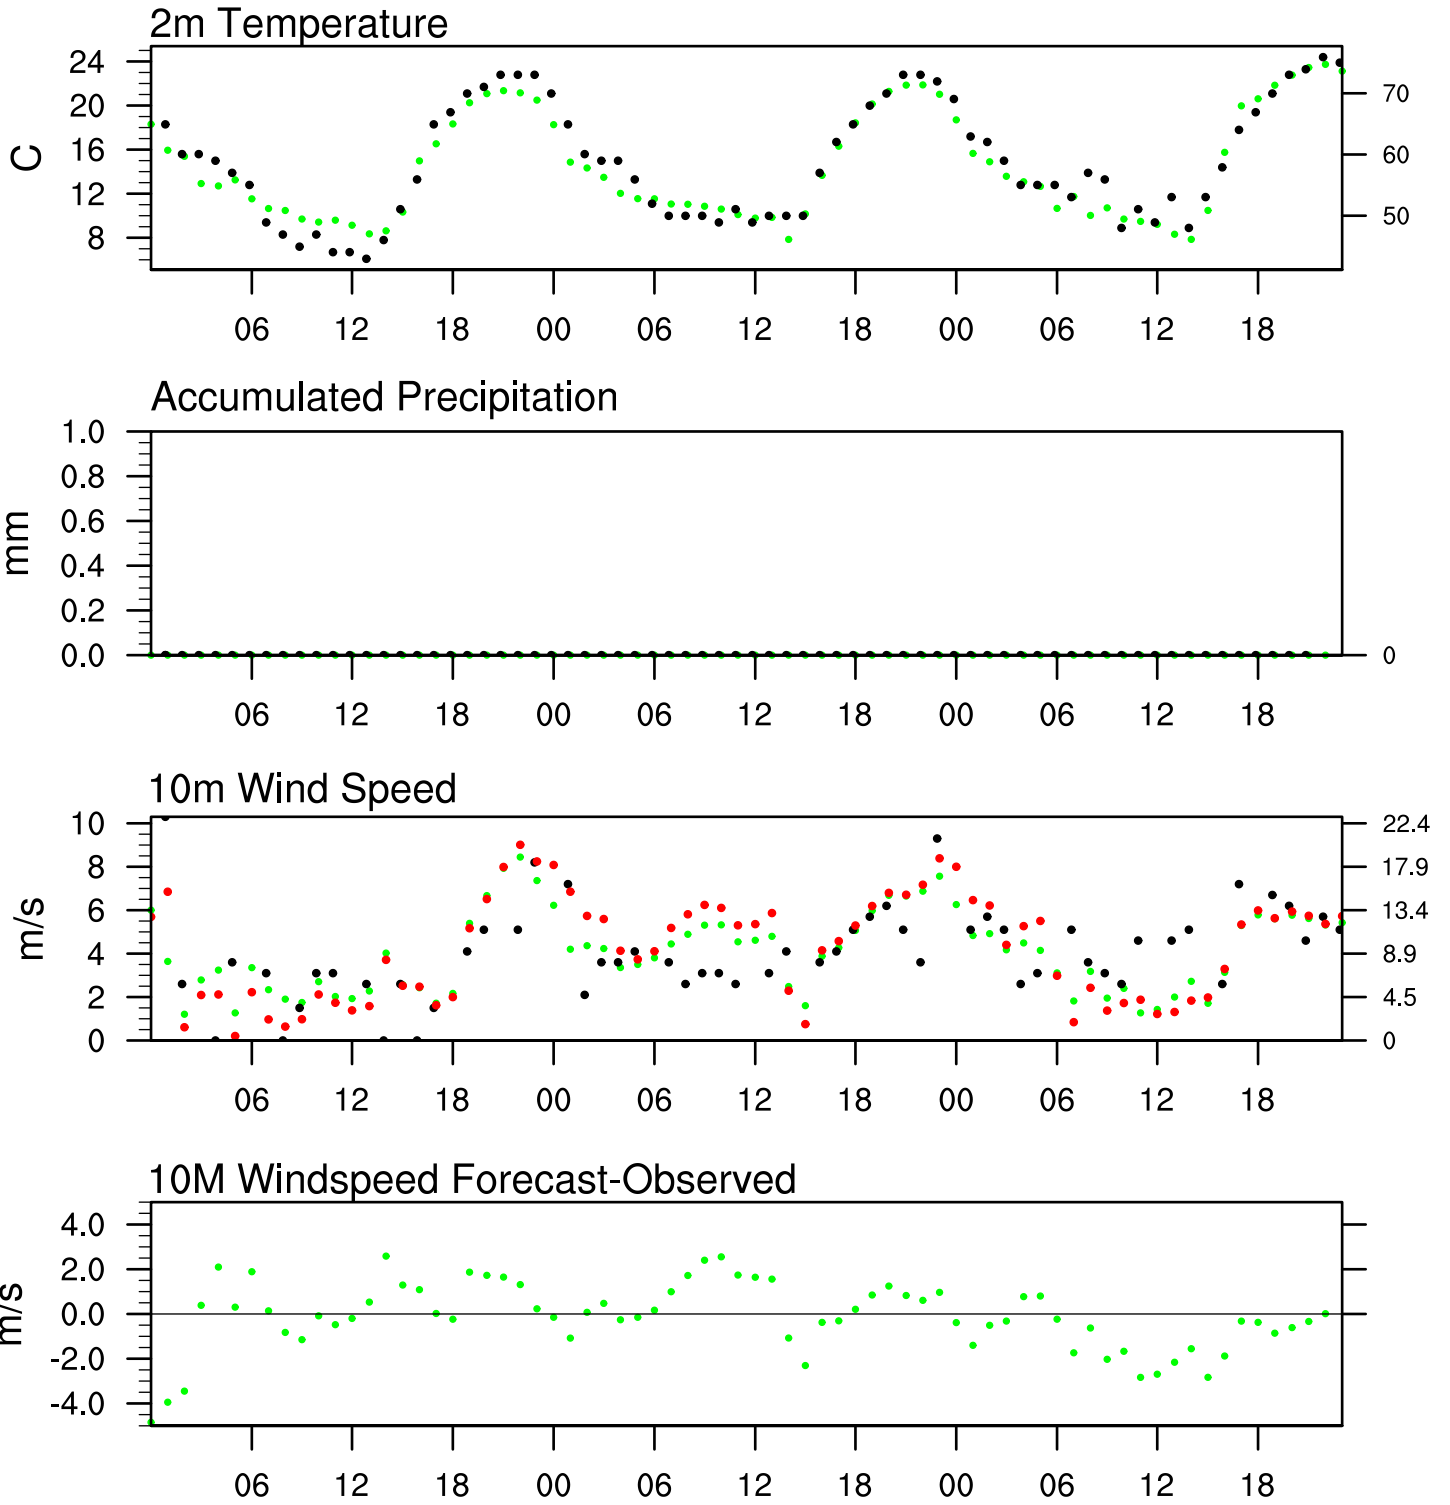 2m Temperature
24
20
16
12
8
C
70
60
50
06 12 18 00 06 12 18 00 06 12 18
Accumulated Precipitation
1.0
0.8
0.6
0.4
0.2
0.0
mm
0
06 12 18 00 06 12 18 00 06 12 18
10m Wind Speed
10
8
6
4
2
0
m/s
22.4
17.9
13.4
8.9
4.5
0
06 12 18 00 06 12 18 00 06 12 18
10M Windspeed Forecast-Observed
4.0
2.0
0.0
-2.0
-4.0
m/s
06 12 18 00 06 12 18 00 06 12 18